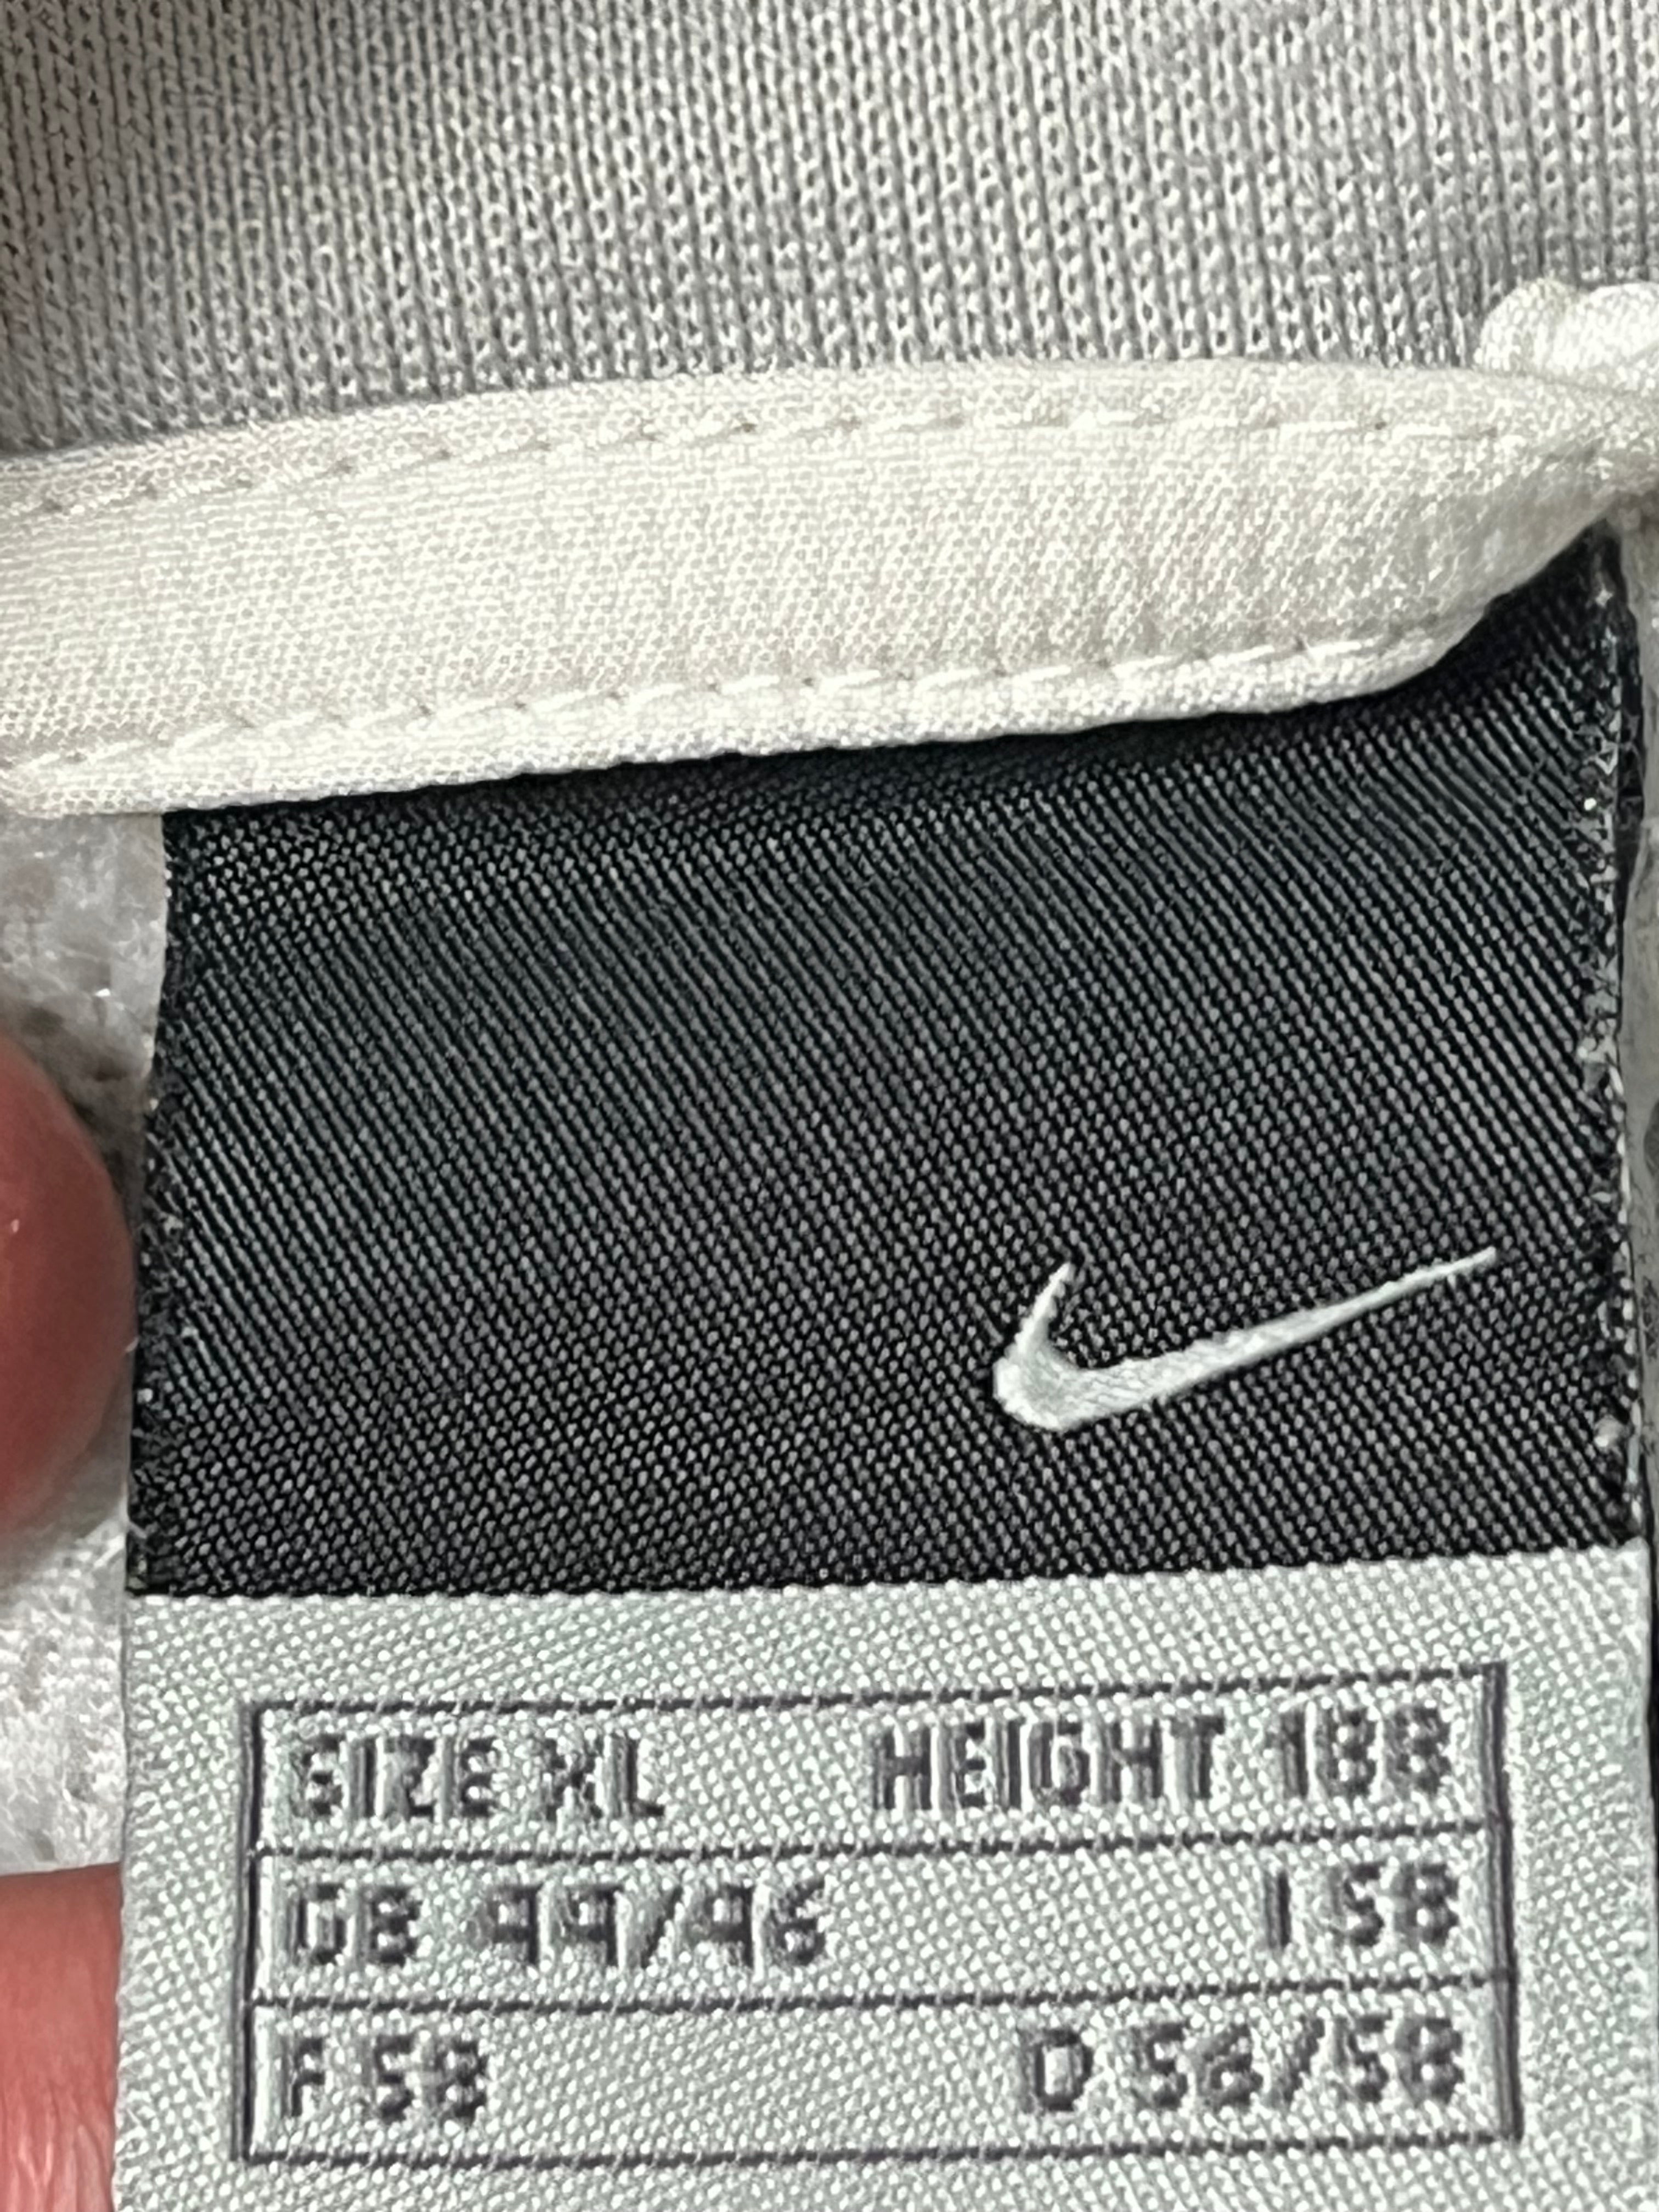 SIZE XL HEIGHT 188
GB 44/46 I 58
F 58 D 56/58